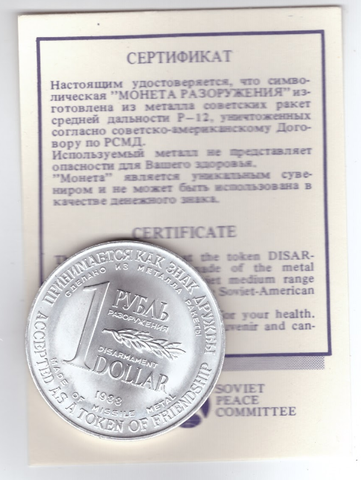 СЕРТИФИКАТ
Настоящим удостоверяется, что симво-
лическая "МОНЕТА РАЗОРУЖЕНИЯ" из-
готовлена из металла советских ракет
средней дальности Р-12, уничтоженных
согласно советско-американскому Дого-
вору по РСМД.
Используемый металл не представляет
опасности для Вашего здоровья.
"Монета" является уникальным суве-
ниром и не может быть использована в
качестве денежного знака.
CERTIFICATE
the token DISAR-
made of the metal
medium range
Soviet-American
for your health.
and can-
ПРИНИМАЕТСЯ КАК ЗНАК ДРУЖБЫ
СДЕЛАНО ИЗ МЕТАЛЛА РАКЕТЫ
1 РУБЛЬ
РАЗОРУЖЕНИЯ
DISARMAMENT
DOLLAR
1988
MADE OF MISSILE METAL
ACCEPTED AS A TOKEN OF FRIENDSHIP
SOVIET
PEACE
COMMITTEE